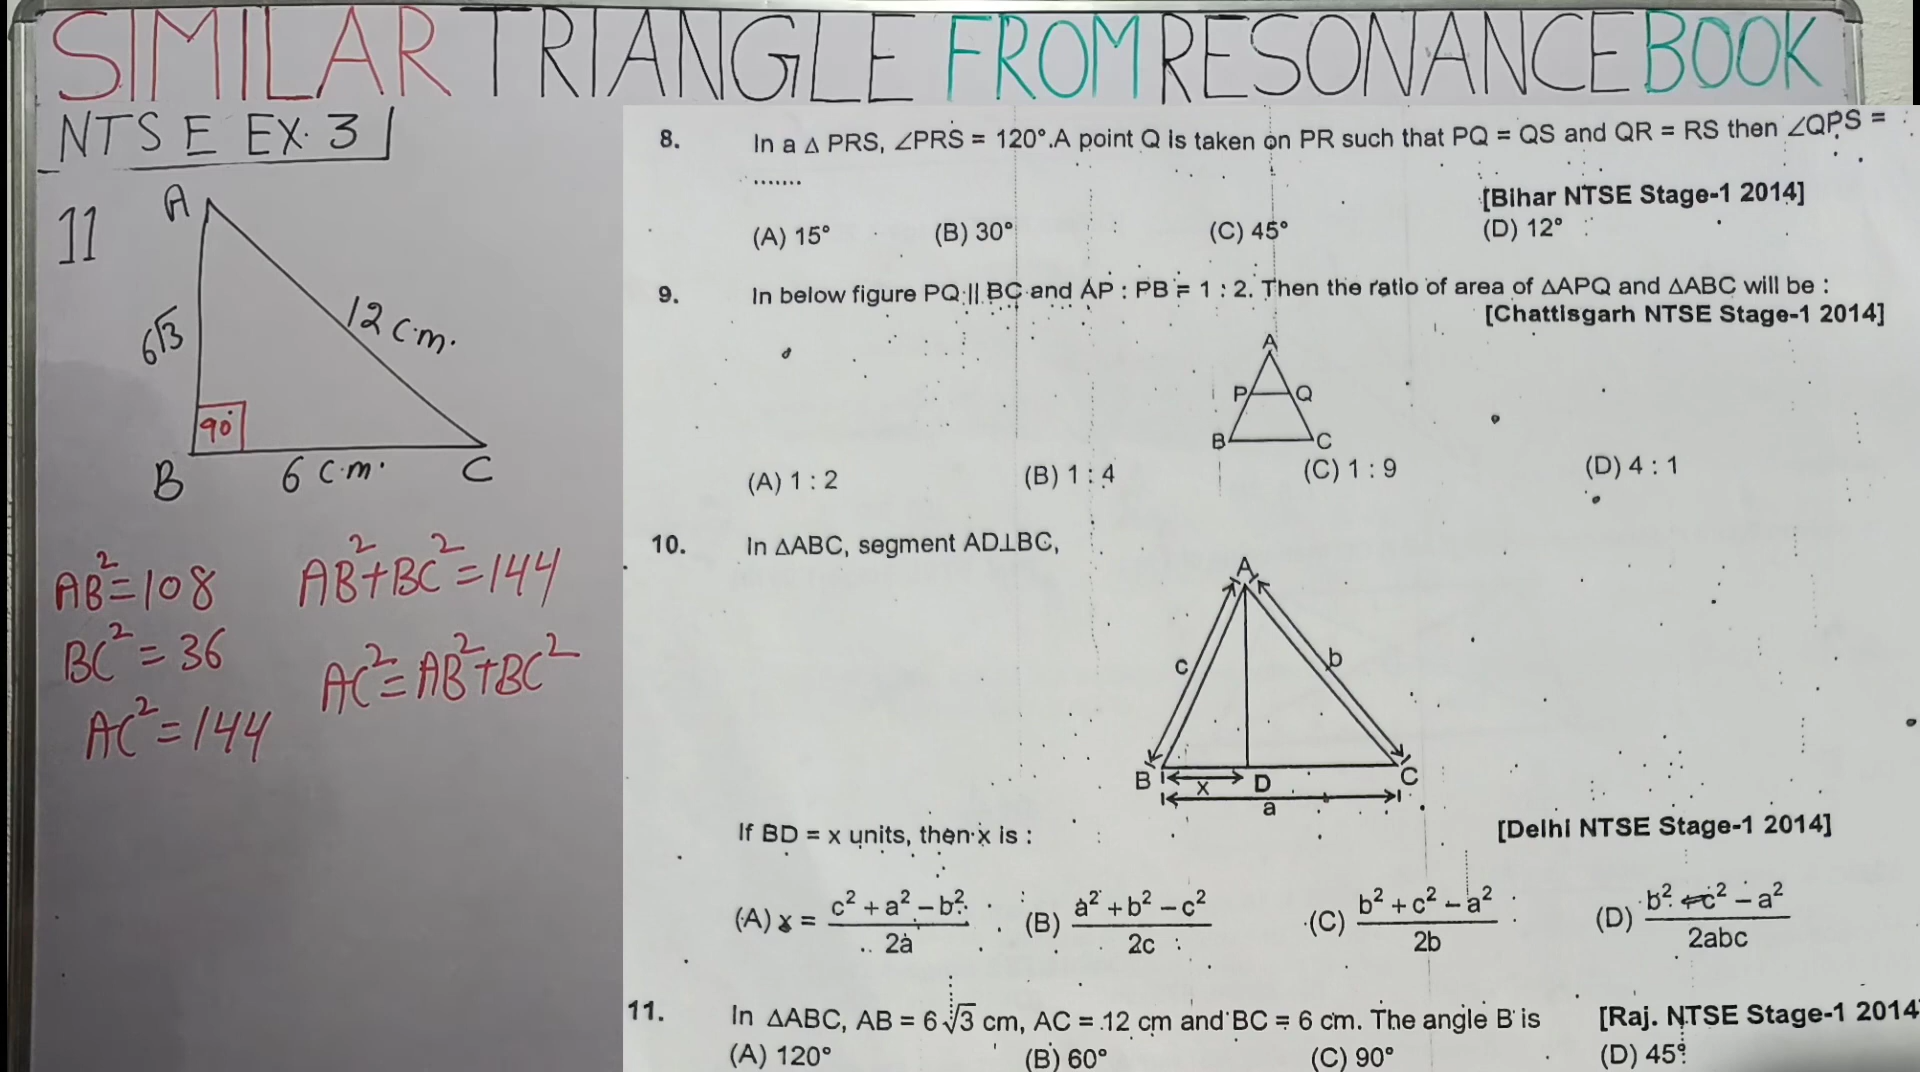 SIMILAR TRIANGLE FROM RESONANCE BOOK
NTSE EX. 3
11
A
6√3
12 c.m.
90°
B
6 c.m.
C
AB²=108
BC²=36
AC²=144
AB²+BC²=144
AC²=AB²+BC²
8. In a △ PRS, ∠PRS = 120°.A point Q is taken on PR such that PQ = QS and QR = RS then ∠QPS =
.......
[Bihar NTSE Stage-1 2014]
(A) 15° (B) 30° (C) 45° (D) 12°
9. In below figure PQ || BC and AP : PB = 1 : 2. Then the ratio of area of △APQ and △ABC will be :
[Chattisgarh NTSE Stage-1 2014]
A
P Q
B C
(A) 1 : 2 (B) 1 : 4 (C) 1 : 9 (D) 4 : 1
10. In △ABC, segment AD⊥BC,
A
c b
B x D C
a
If BD = x units, then x is : [Delhi NTSE Stage-1 2014]
(A) x = (c² + a² – b²)/2a (B) (a² + b² – c²)/2c (C) (b² + c² – a²)/2b (D) (b² + c² – a²)/2abc
11. In △ABC, AB = 6√3 cm, AC = 12 cm and BC = 6 cm. The angle B is [Raj. NTSE Stage-1 2014
(A) 120° (B) 60° (C) 90° (D) 45°